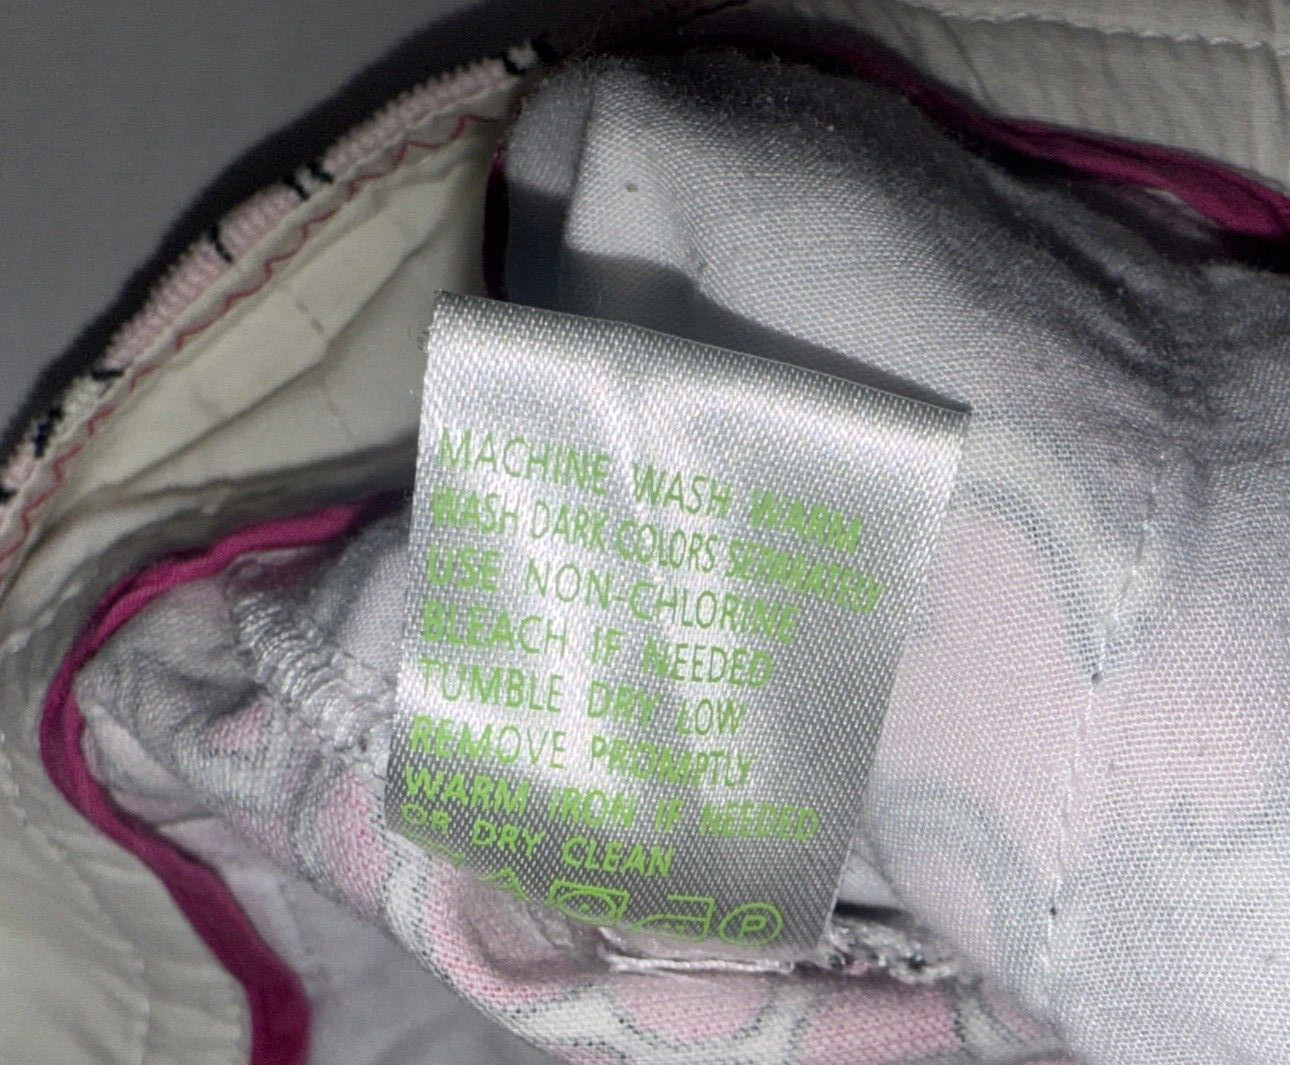 MACHINE WASH WARM
WASH DARK COLORS SEPARATELY
USE NON-CHLORINE
BLEACH IF NEEDED
TUMBLE DRY LOW
REMOVE PROMPTLY
WARM IRON IF NEEDED
OR DRY CLEAN
P